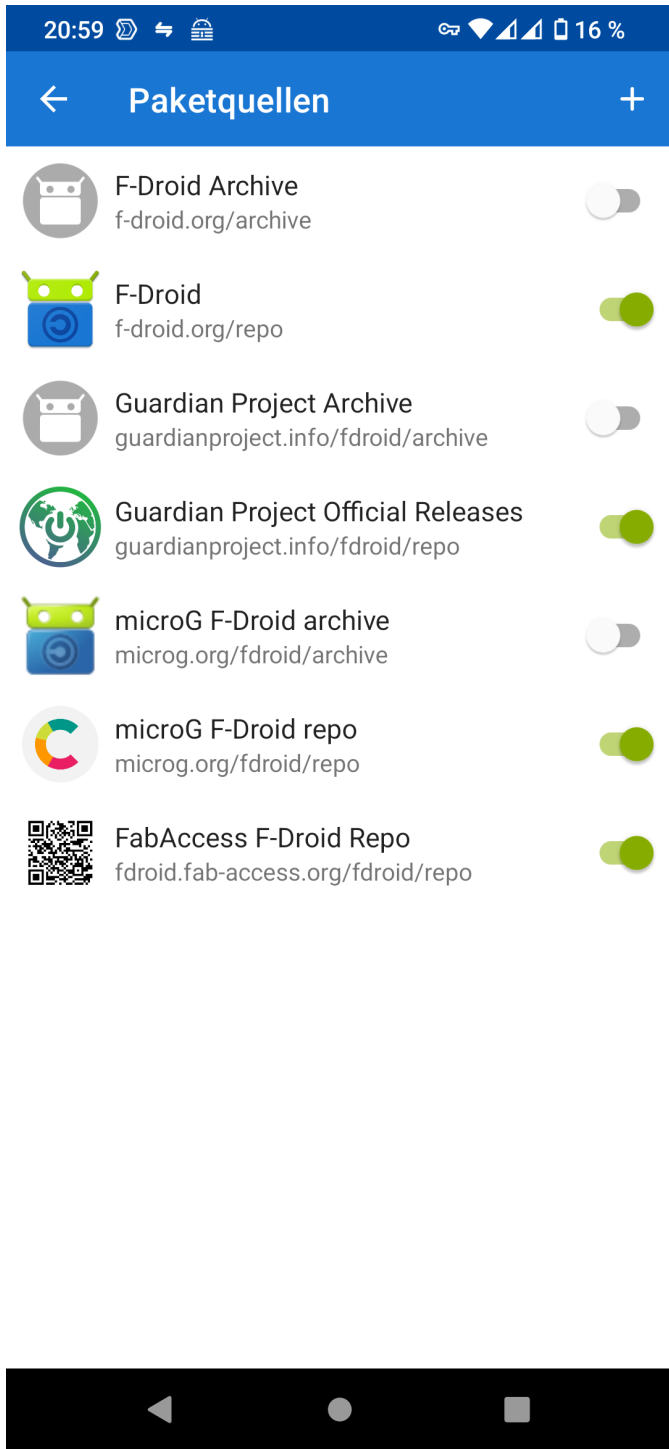 20:59
16 %
Paketquellen
F-Droid Archive
f-droid.org/archive
F-Droid
f-droid.org/repo
Guardian Project Archive
guardianproject.info/fdroid/archive
Guardian Project Official Releases
guardianproject.info/fdroid/repo
microG F-Droid archive
microg.org/fdroid/archive
microG F-Droid repo
microg.org/fdroid/repo
FabAccess F-Droid Repo
fdroid.fab-access.org/fdroid/repo